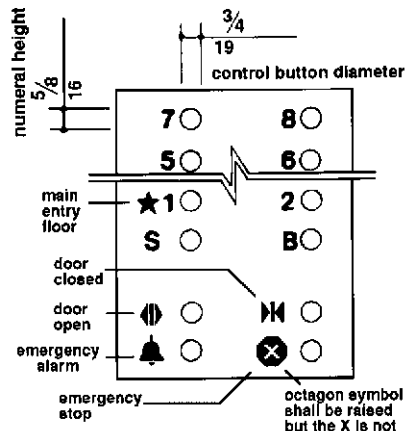 numeral height
5/8
16
3/4
19
control button diameter
7 8
5 6
main
entry
floor
★1 2
S B
door
closed
door
open
emergency
alarm
emergency
stop
octagon symbol
shall be raised
but the X is not